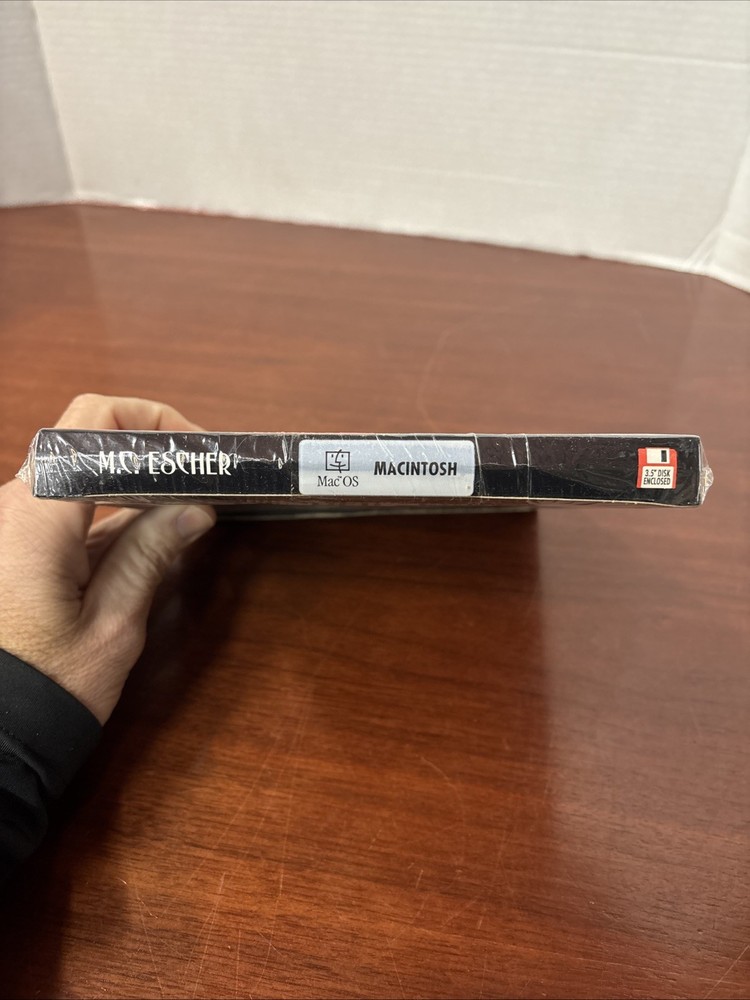 M.C. ESCHER
Mac OS
MACINTOSH
3.5" DISK
ENCLOSED